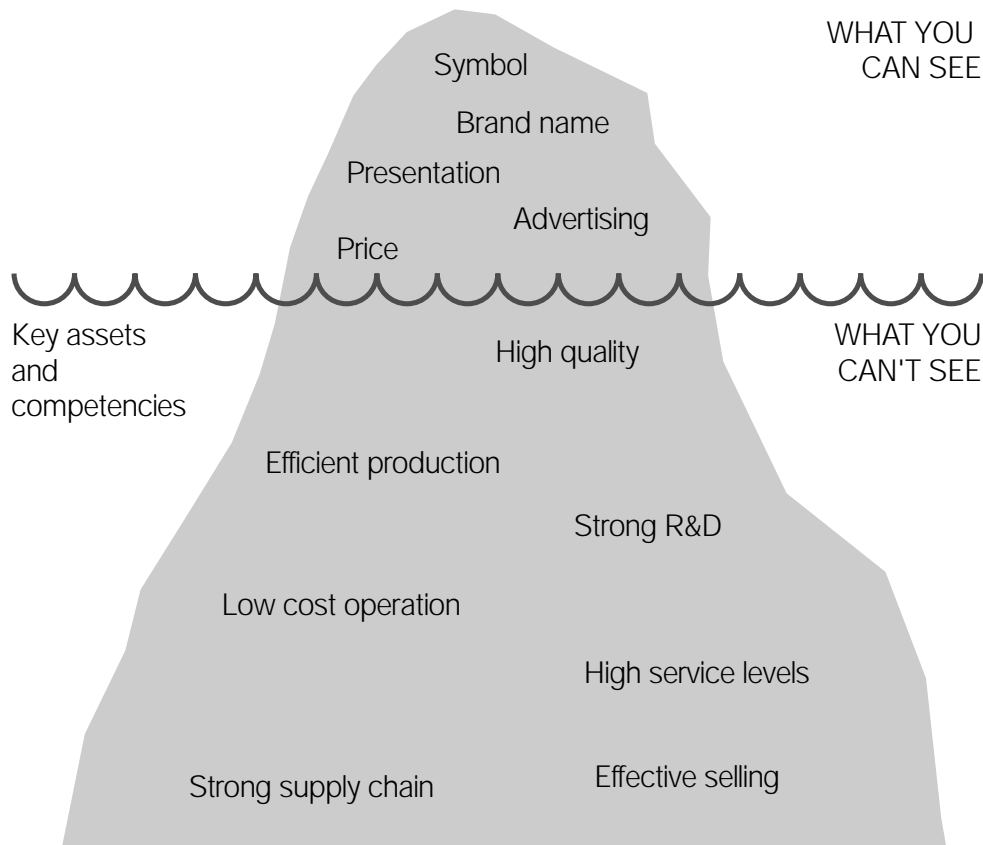 WHAT YOU
CAN SEE
Symbol
Brand name
Presentation
Advertising
Price
Key assets
and
competencies
WHAT YOU
CAN'T SEE
High quality
Efficient production
Strong R&D
Low cost operation
High service levels
Strong supply chain
Effective selling